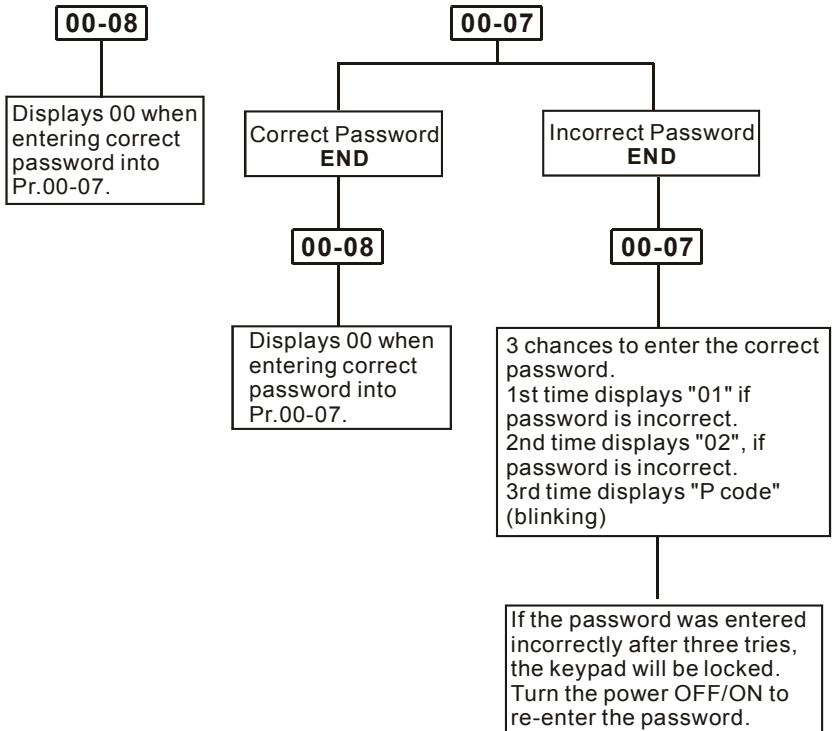 00-08
Displays 00 when
entering correct
password into
Pr.00-07.
00-07
Correct Password
END
00-08
Displays 00 when
entering correct
password into
Pr.00-07.
Incorrect Password
END
00-07
3 chances to enter the correct
password.
1st time displays "01" if
password is incorrect.
2nd time displays "02", if
password is incorrect.
3rd time displays "P code"
(blinking)
If the password was entered
incorrectly after three tries,
the keypad will be locked.
Turn the power OFF/ON to
re-enter the password.